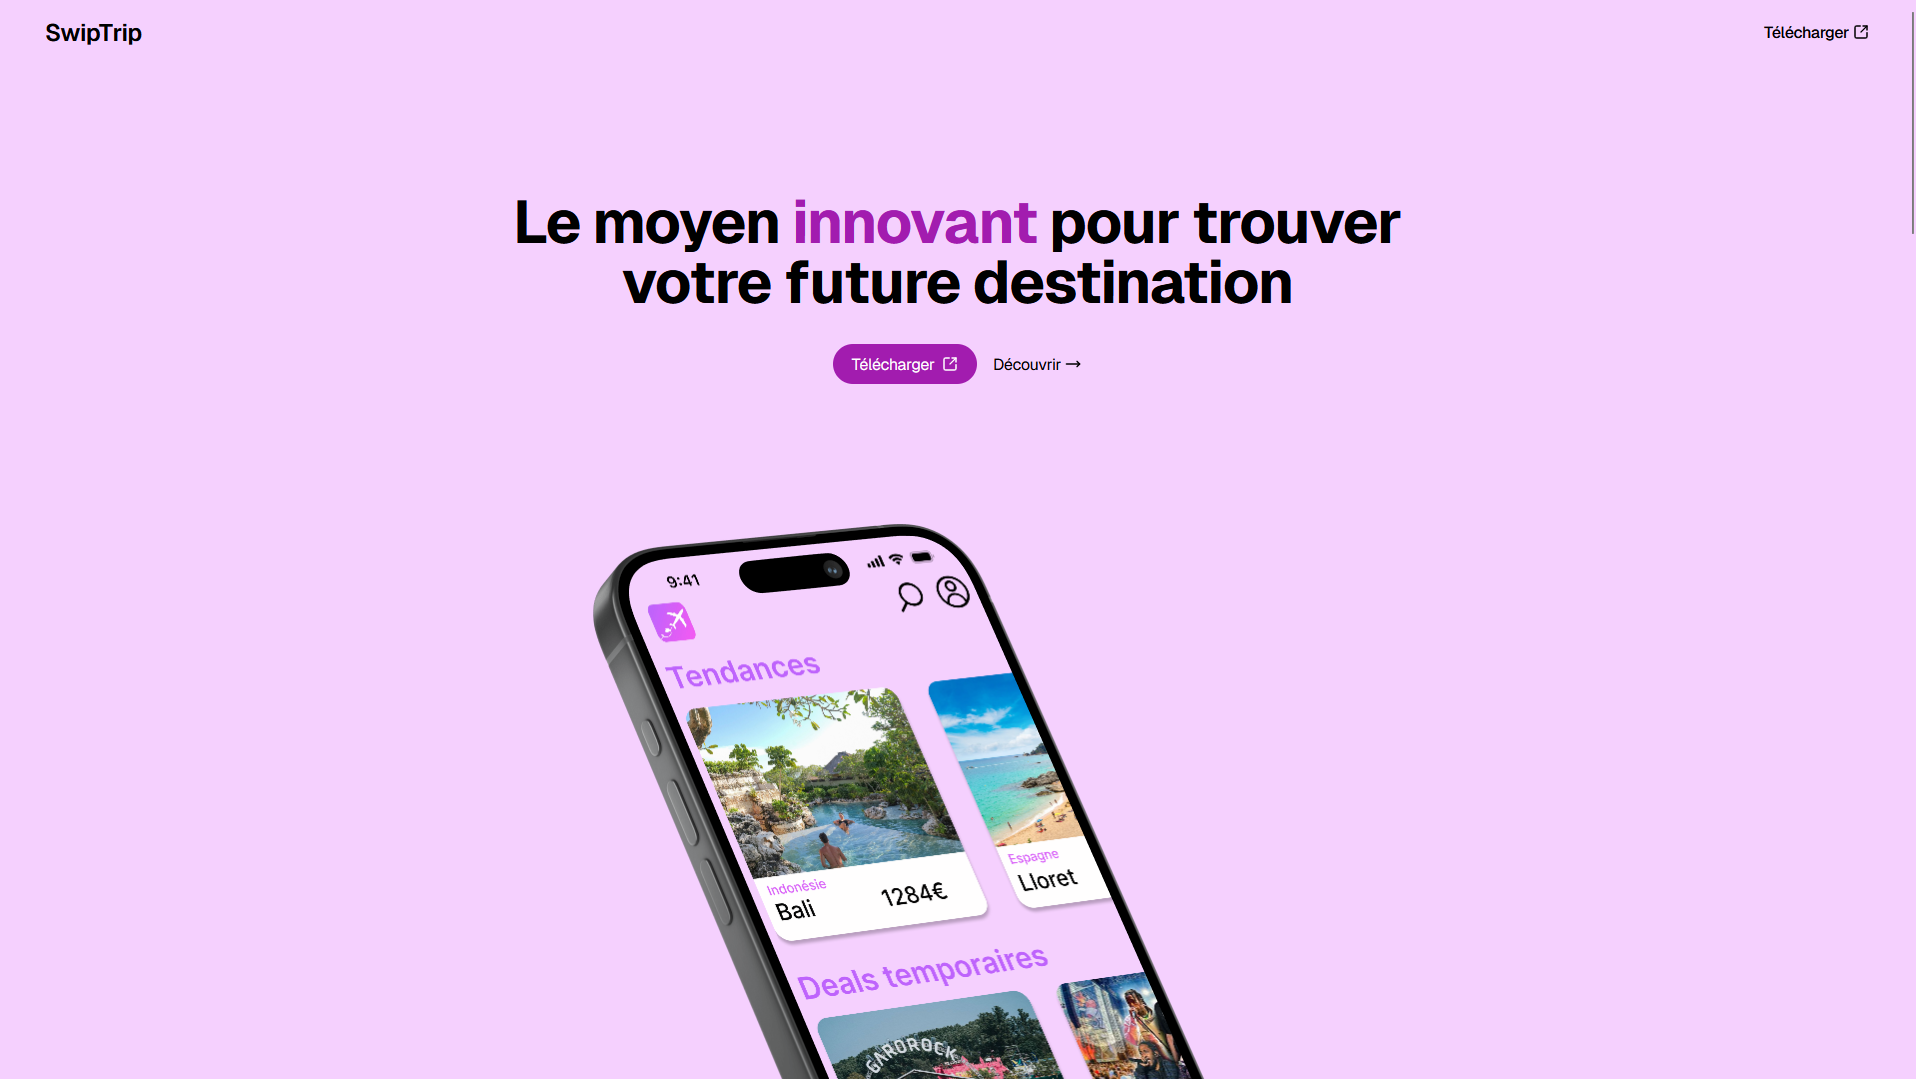 SwipTrip
Télécharger
Le moyen innovant pour trouver
votre future destination
Télécharger
Découvrir →
9:41
Tendances
Indonésie
Bali
1284€
Espagne
Lloret
Deals temporaires
GAROROCK